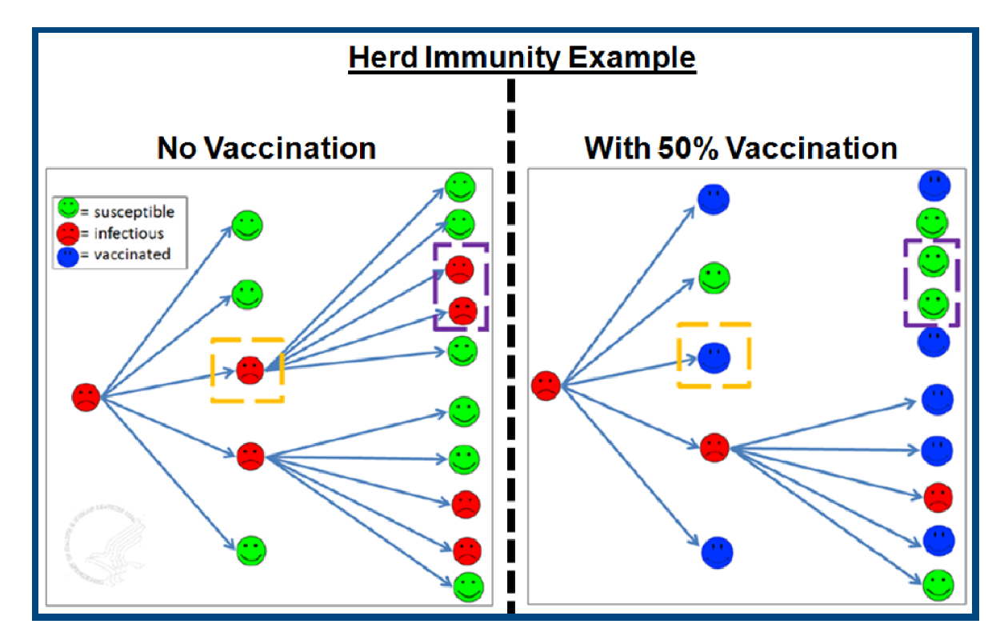 Herd Immunity Example
No Vaccination
With 50% Vaccination
= susceptible
= infectious
= vaccinated